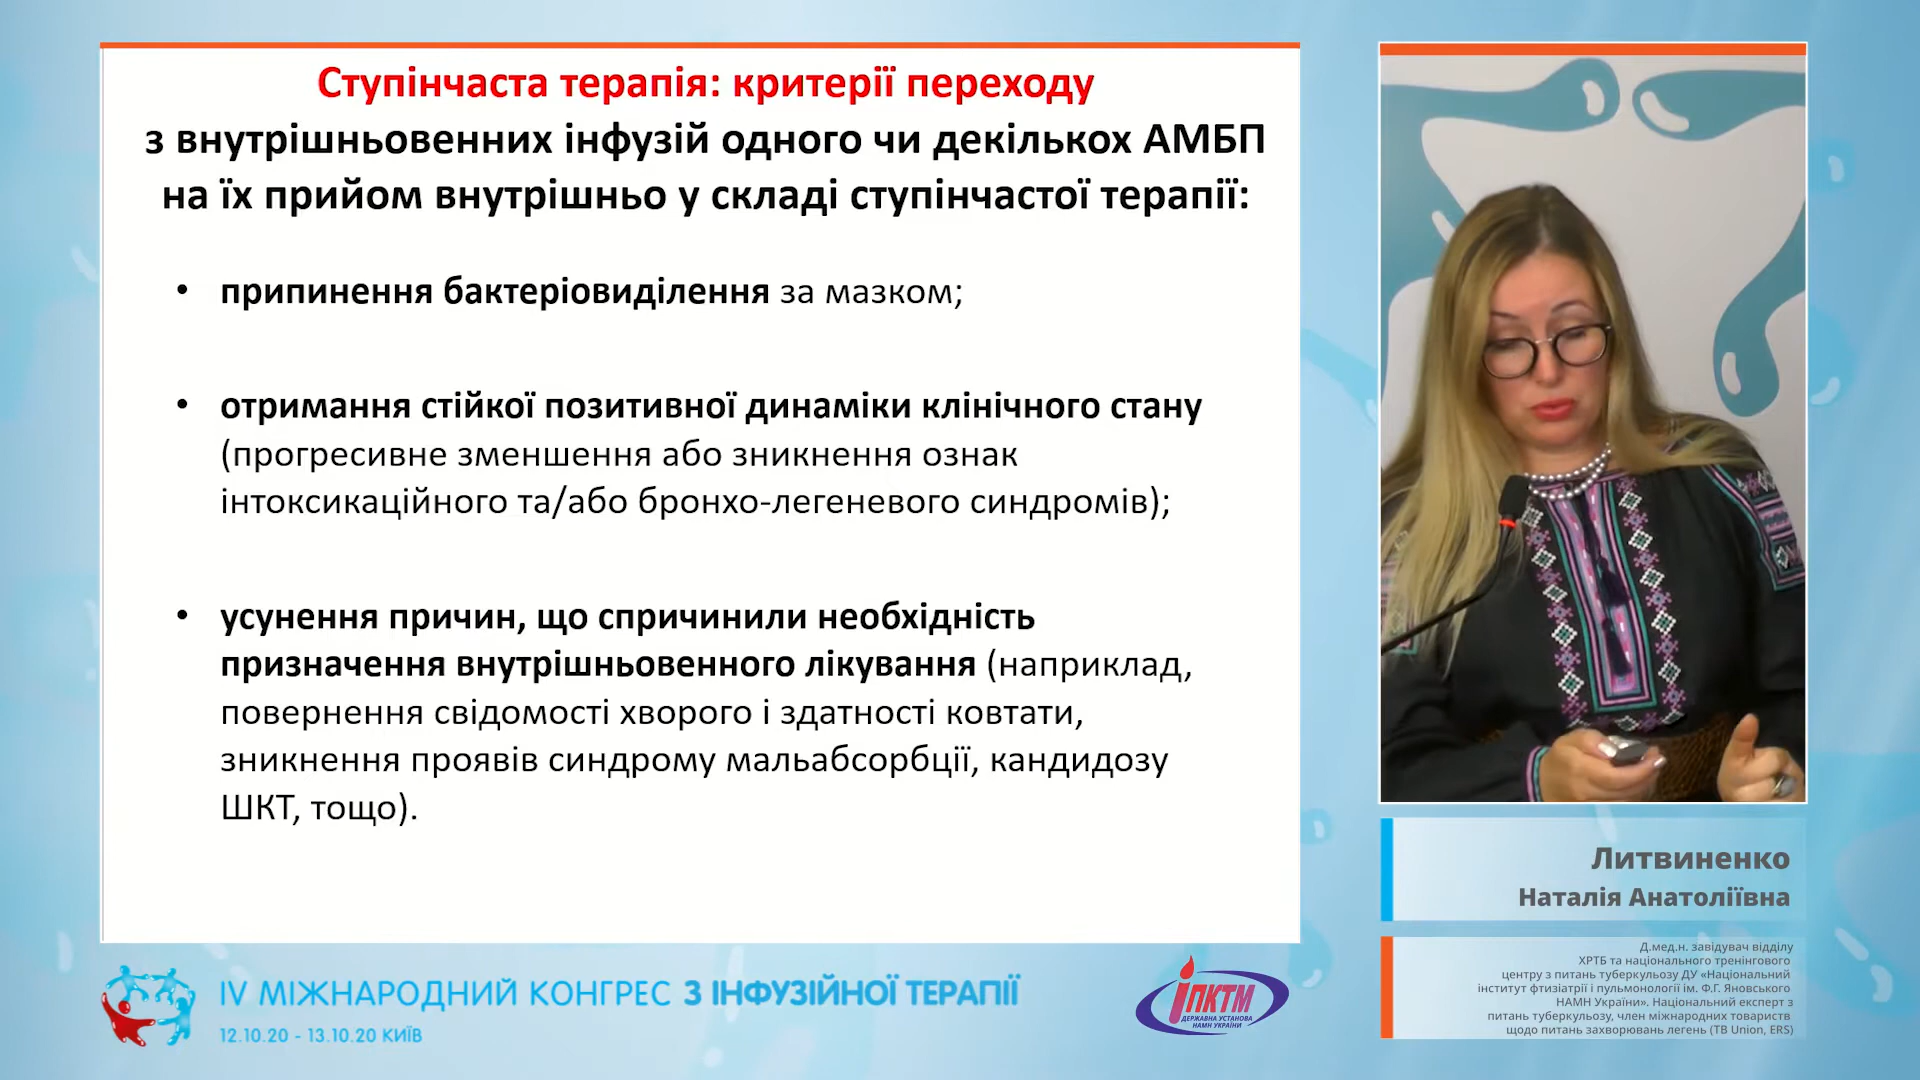 Ступінчаста терапія: критерії переходу
з внутрішньовенних інфузій одного чи декількох АМБП
на їх прийом внутрішньо у складі ступінчастої терапії:
• припинення бактеріовиділення за мазком;
• отримання стійкої позитивної динаміки клінічного стану
(прогресивне зменшення або зникнення ознак
інтоксикаційного та/або бронхо-легеневого синдромів);
• усунення причин, що спричинили необхідність
призначення внутрішньовенного лікування (наприклад,
повернення свідомості хворого і здатності ковтати,
зникнення проявів синдрому мальабсорбції, кандидозу
ШКТ, тощо).
Литвиненко
Наталія Анатоліївна
Д.мед.н. завідувач відділу
ХРТБ та національного тренінгового
центру з питань туберкульозу ДУ «Національний
інститут фтизіатрії і пульмонології ім. Ф.Г. Яновського
НАМН України». Національний експерт з
питань туберкульозу, член міжнародних товариств
щодо питань захворювань легень (TB Union, ERS)
IV МІЖНАРОДНИЙ КОНГРЕС З ІНФУЗІЙНОЇ ТЕРАПІЇ
12.10.20 - 13.10.20 КИЇВ
ІПКТМ
ДЕРЖАВНА УСТАНОВА
НАМН УКРАЇНИ